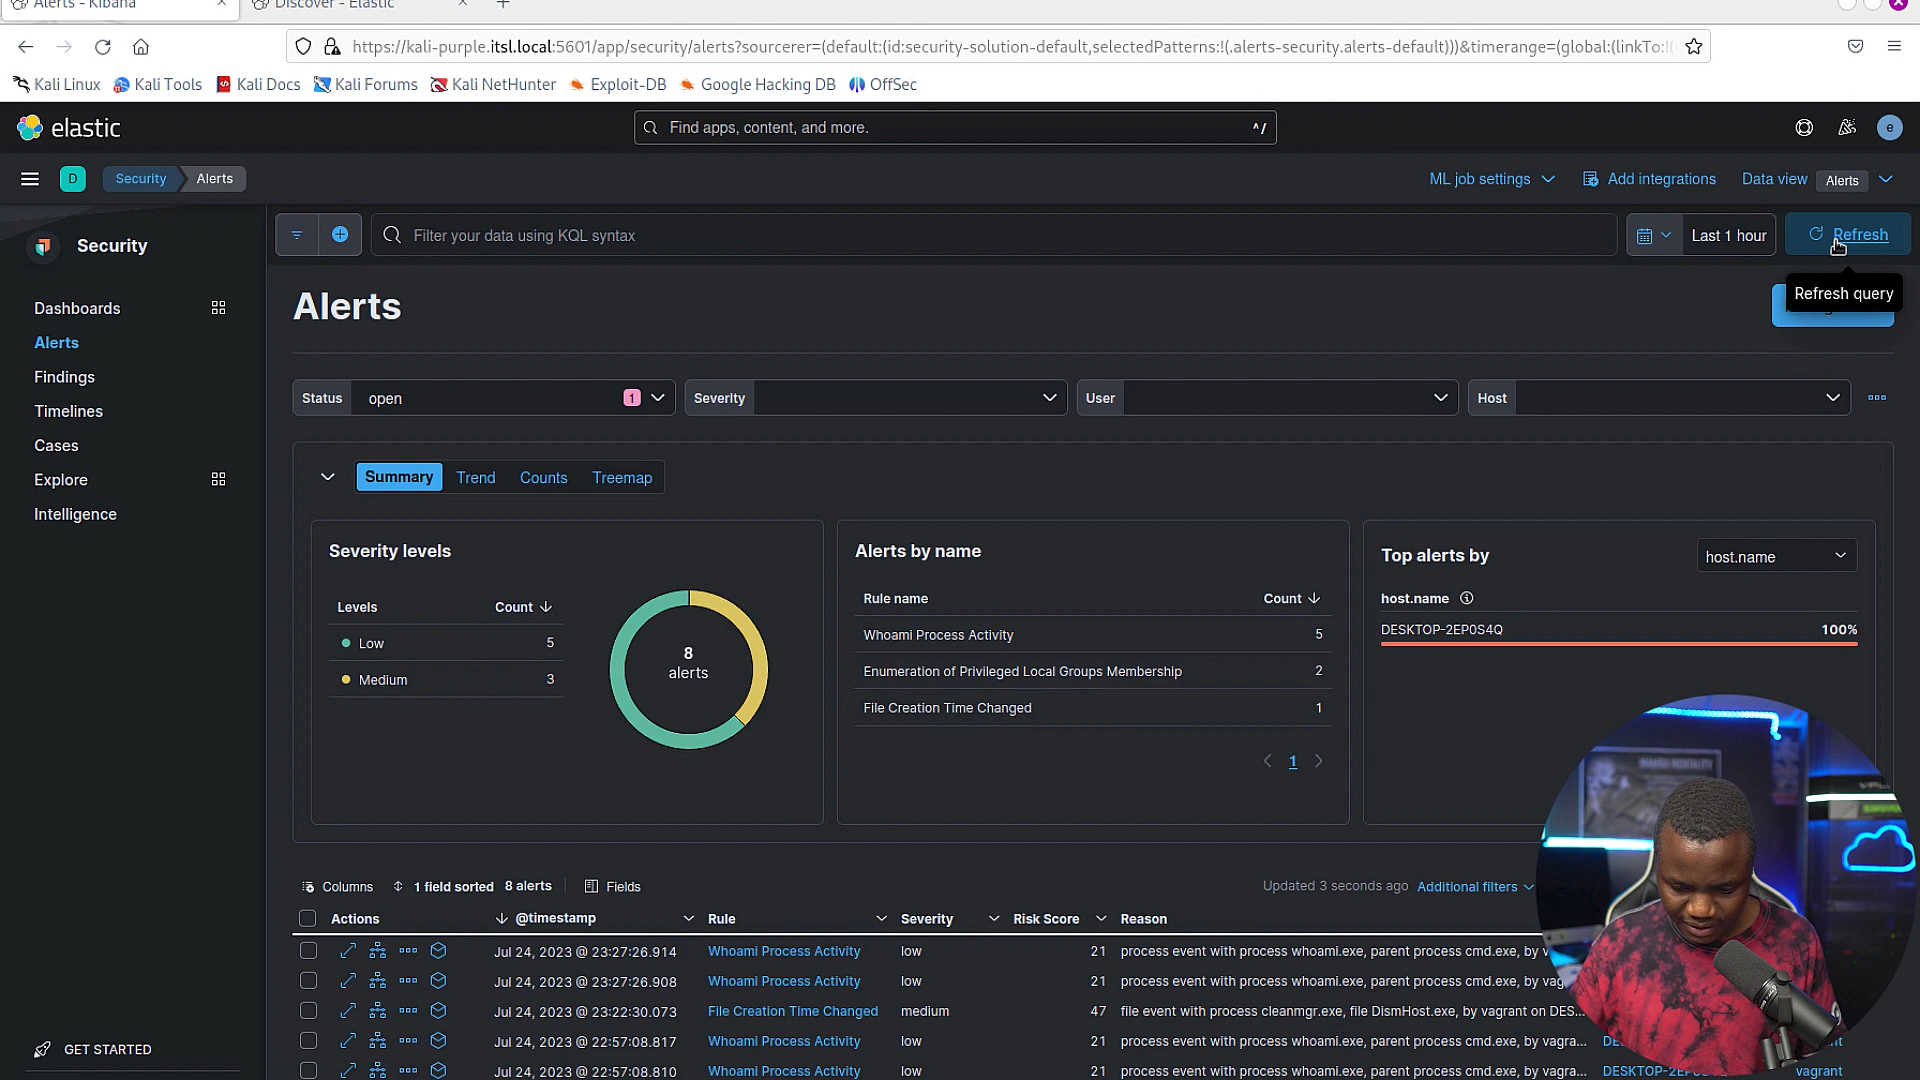 Alerts - Kibana
Discover - Elastic
https://kali-purple.itsl.local:5601/app/security/alerts?sourcerer=(default:(id:security-solution-default,selectedPatterns:!(.alerts-security.alerts-default)))&timerange=(global:(linkTo:!(
Kali Linux Kali Tools Kali Docs Kali Forums Kali NetHunter Exploit-DB Google Hacking DB OffSec
elastic
Find apps, content, and more.
^/
e
D
Security
Alerts
ML job settings
Add integrations
Data view
Alerts
Security
Filter your data using KQL syntax
Last 1 hour
Refresh
Refresh query
Dashboards
Alerts
Findings
Timelines
Cases
Explore
Intelligence
GET STARTED
Alerts
Status open 1
Severity
User
Host
Summary Trend Counts Treemap
Severity levels
Levels Count
Low 5
Medium 3
8
alerts
Alerts by name
Rule name Count
Whoami Process Activity 5
Enumeration of Privileged Local Groups Membership 2
File Creation Time Changed 1
1
Top alerts by
host.name
host.name
DESKTOP-2EP0S4Q 100%
Columns 1 field sorted 8 alerts Fields
Updated 3 seconds ago Additional filters
Actions @timestamp Rule Severity Risk Score Reason
Jul 24, 2023 @ 23:27:26.914 Whoami Process Activity low 21 process event with process whoami.exe, parent process cmd.exe, by
Jul 24, 2023 @ 23:27:26.908 Whoami Process Activity low 21 process event with process whoami.exe, parent process cmd.exe, by vag
Jul 24, 2023 @ 23:22:30.073 File Creation Time Changed medium 47 file event with process cleanmgr.exe, file DismHost.exe, by vagrant on DES...
Jul 24, 2023 @ 22:57:08.817 Whoami Process Activity low 21 process event with process whoami.exe, parent process cmd.exe, by vagra...
Jul 24, 2023 @ 22:57:08.810 Whoami Process Activity low 21 process event with process whoami.exe, parent process cmd.exe, by vagra... vagrant